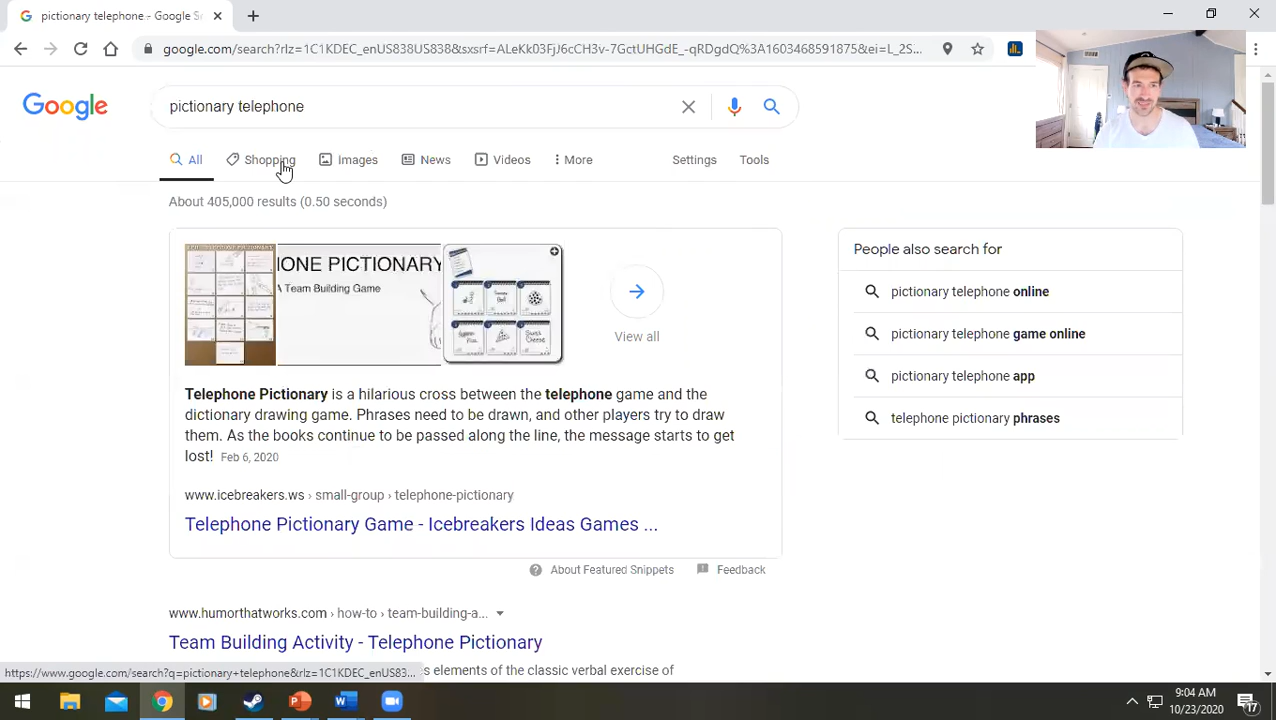 pictionary telephone - Google S
google.com/search?rlz=1C1KDEC_enUS838US838&sxsrf=ALeKk03FjJ6cCH3v-7GctUHGdE_-qRDgdQ%3A1603468591875&ei=L_2S...
Google
pictionary telephone
All Shopping Images News Videos More Settings Tools
About 405,000 results (0.50 seconds)
IONE PICTIONARY
Team Building Game
View all
Telephone Pictionary is a hilarious cross between the telephone game and the
dictionary drawing game. Phrases need to be drawn, and other players try to draw
them. As the books continue to be passed along the line, the message starts to get
lost! Feb 6, 2020
www.icebreakers.ws › small-group › telephone-pictionary
Telephone Pictionary Game - Icebreakers Ideas Games ...
About Featured Snippets Feedback
People also search for
pictionary telephone online
pictionary telephone game online
pictionary telephone app
telephone pictionary phrases
www.humorthatworks.com › how-to › team-building-a...
Team Building Activity - Telephone Pictionary
es elements of the classic verbal exercise of
https://www.google.com/search?q=pictionary+telephone&rlz=1C1KDEC_enUS83...
9:04 AM
10/23/2020
17